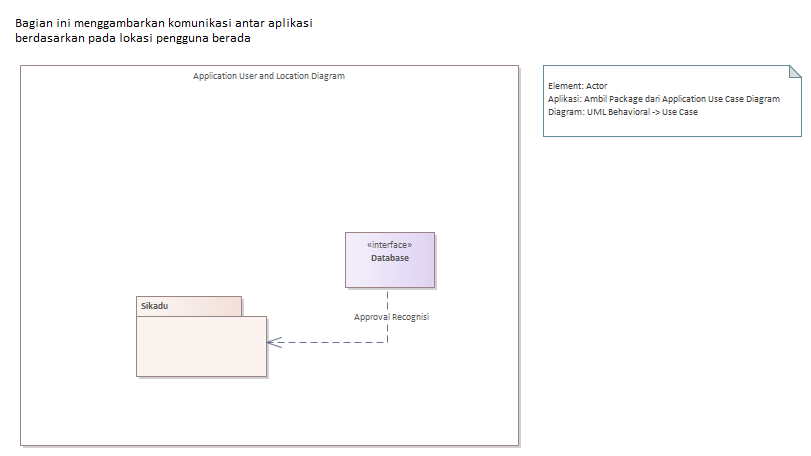 Bagian ini menggambarkan komunikasi antar aplikasi
berdasarkan pada lokasi pengguna berada
Application User and Location Diagram
Element: Actor
Aplikasi: Ambil Package dari Application Use Case Diagram
Diagram: UML Behavioral -> Use Case
«interface»
Database
Sikadu
Approval Recognisi